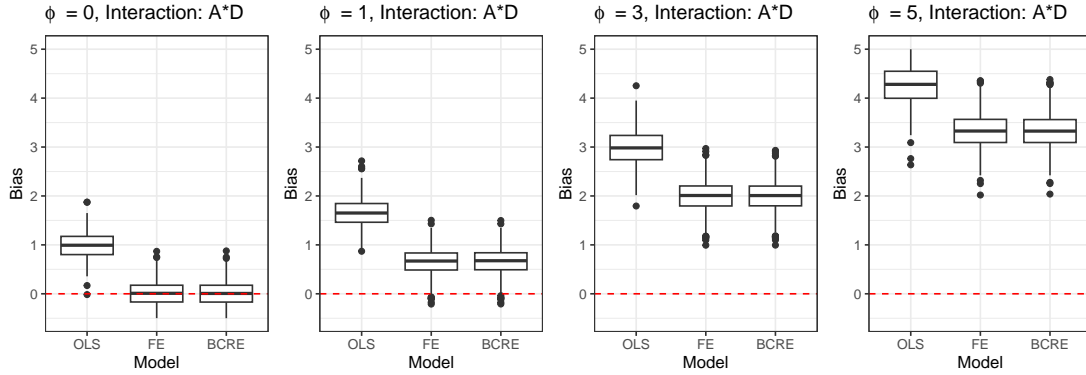 ϕ = 0, Interaction: A*D
5
4
3
2
1
0
Bias
OLS
FE
BCRE
Model
ϕ = 1, Interaction: A*D
5
4
3
2
1
0
Bias
OLS
FE
BCRE
Model
ϕ = 3, Interaction: A*D
5
4
3
2
1
0
Bias
OLS
FE
BCRE
Model
ϕ = 5, Interaction: A*D
5
4
3
2
1
0
Bias
OLS
FE
BCRE
Model